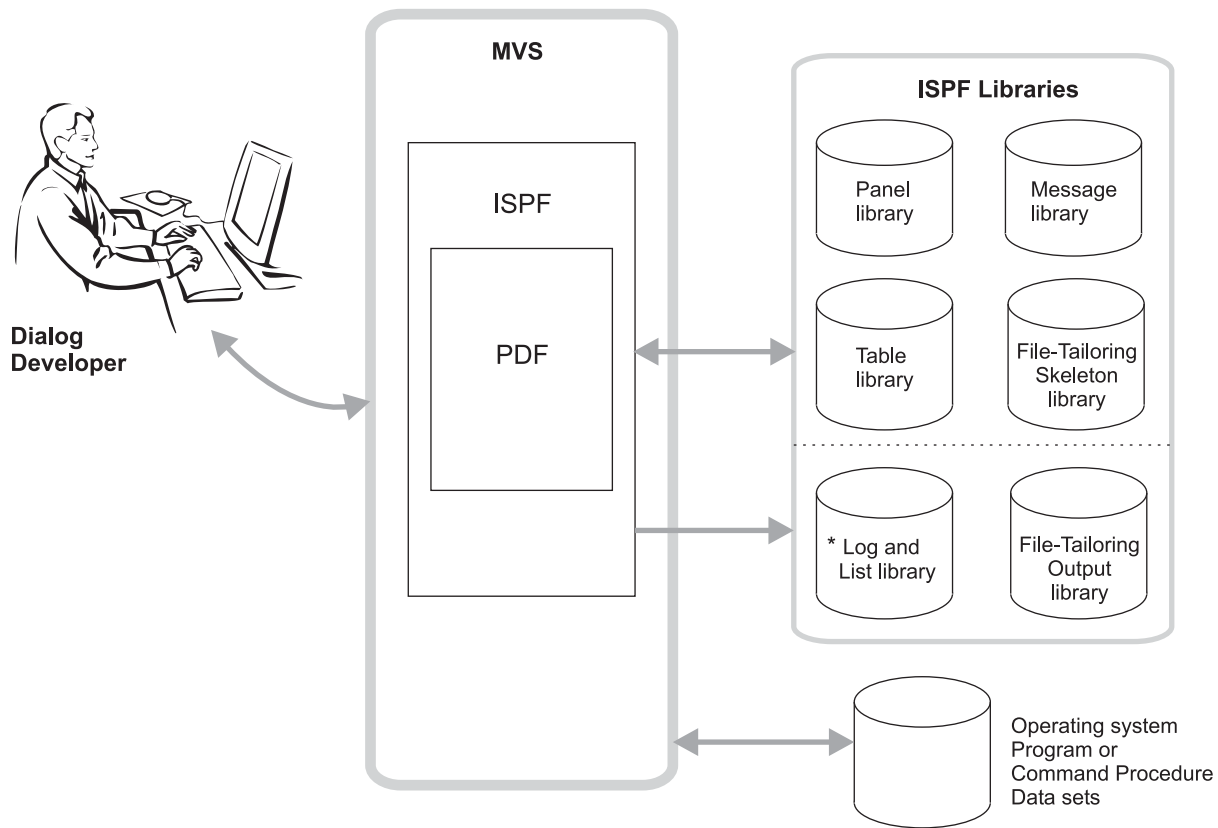 MVS
ISPF Libraries
Panel
library
Message
library
ISPF
PDF
Dialog
Developer
Table
library
File-Tailoring
Skeleton
library
* Log and
List library
File-Tailoring
Output
library
Operating system
Program or
Command Procedure
Data sets